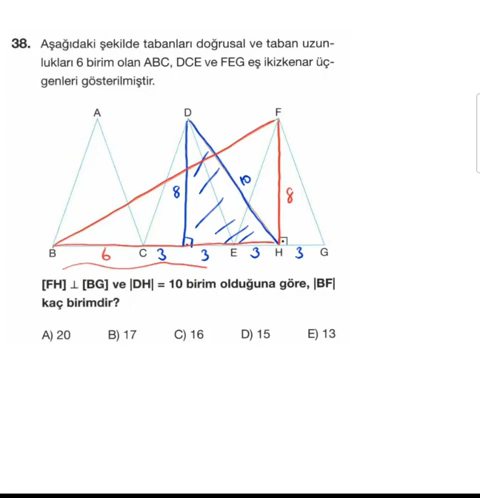 38. Aşağıdaki şekilde tabanları doğrusal ve taban uzun-
lukları 6 birim olan ABC, DCE ve FEG eş ikizkenar üç-
genleri gösterilmiştir.
A D F
8 10 8
B 6 C 3 3 E 3 H 3 G
[FH] ⊥ [BG] ve |DH| = 10 birim olduğuna göre, |BF|
kaç birimdir?
A) 20 B) 17 C) 16 D) 15 E) 13